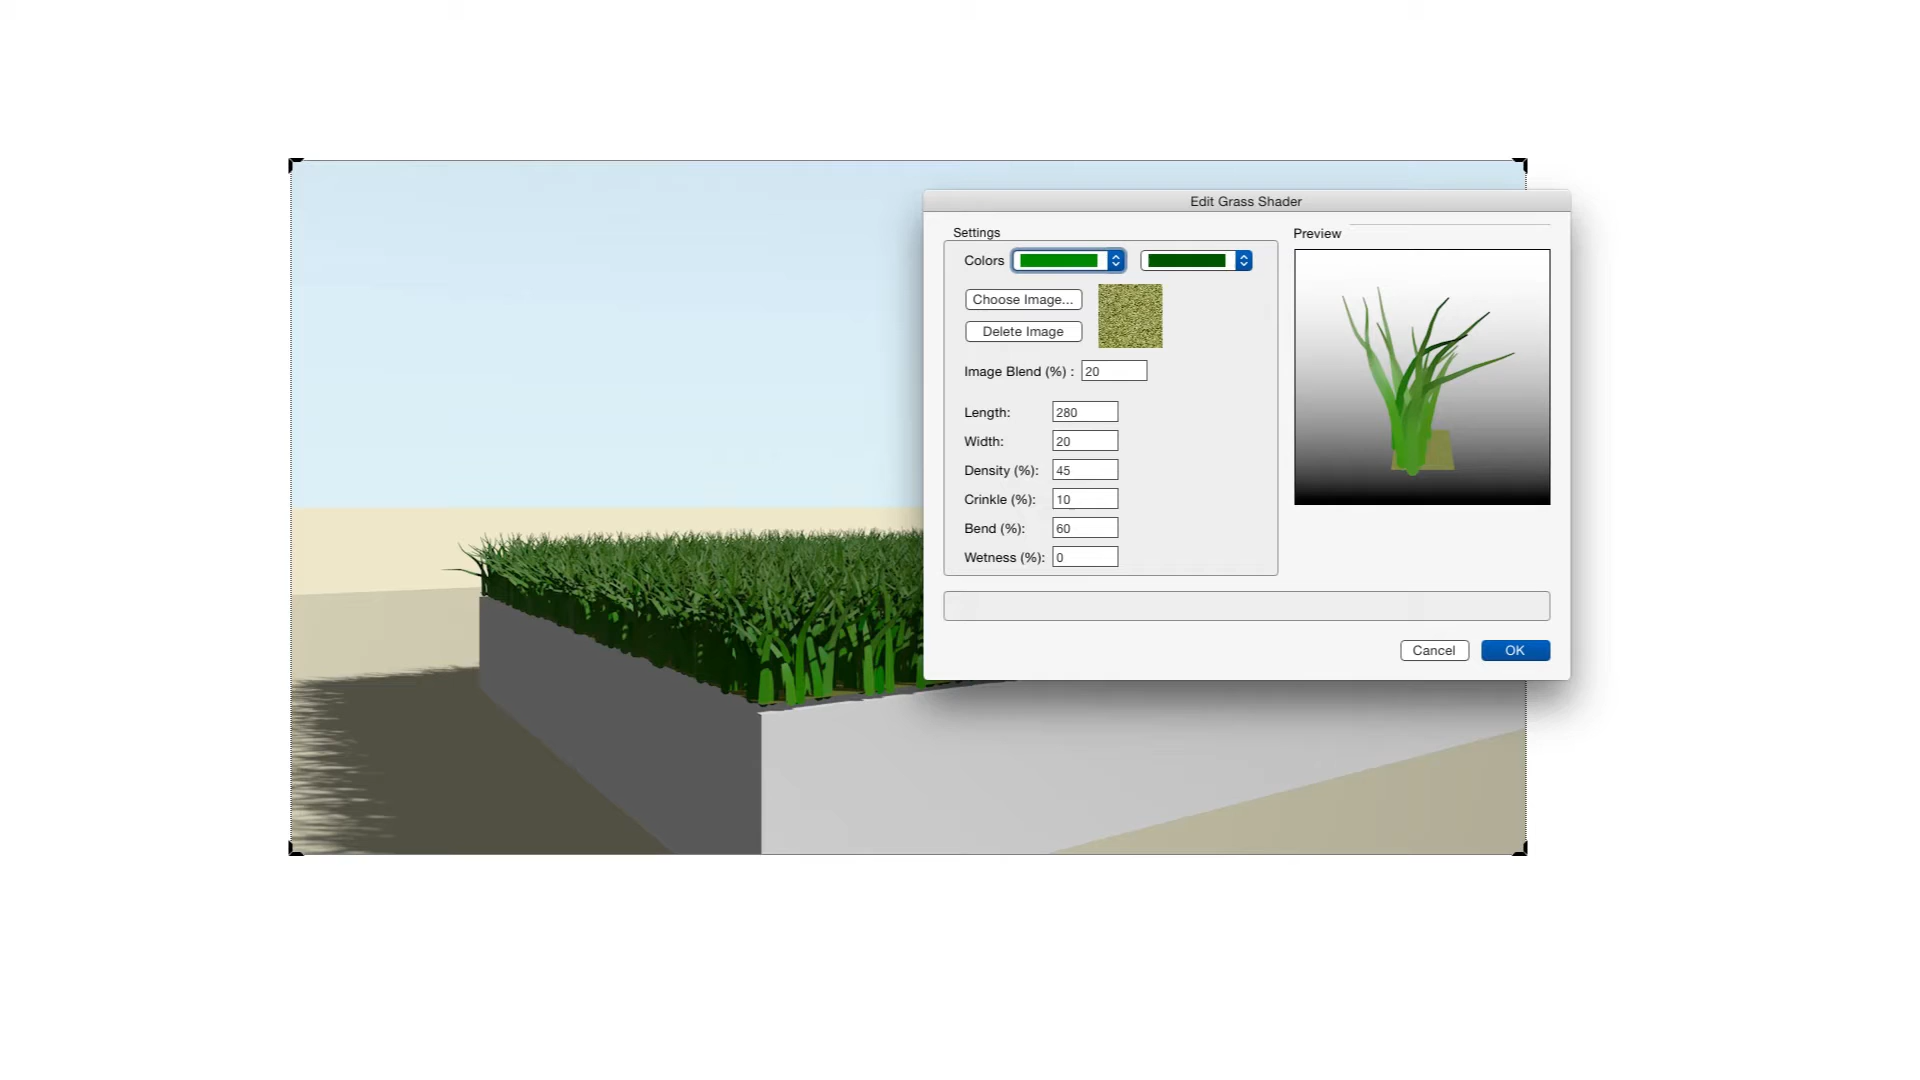 Edit Grass Shader
Settings
Preview
Colors
Choose Image...
Delete Image
Image Blend (%) : 20
Length: 280
Width: 20
Density (%): 45
Crinkle (%): 10
Bend (%): 60
Wetness (%): 0
Cancel OK